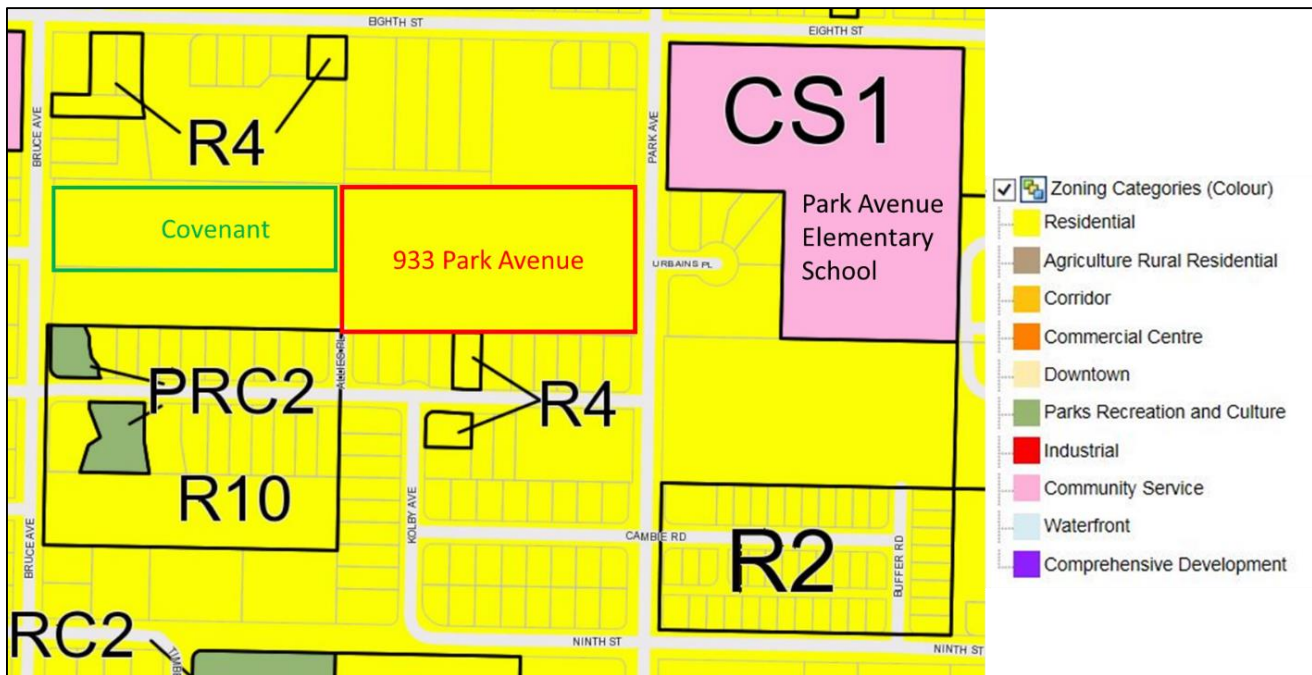 EIGHTH ST
EIGHTH ST
BRUCE AVE
R4
PARK AVE
CS1
Covenant
933 Park Avenue
URBAINS PL
Park Avenue
Elementary
School
ALLIES PL
PRC2
R4
R10
KOLBY AVE
BRUCE AVE
CAMBIE RD
R2
BUFFER RD
RC2
TIMB
NINTH ST
NINTH ST
Zoning Categories (Colour)
Residential
Agriculture Rural Residential
Corridor
Commercial Centre
Downtown
Parks Recreation and Culture
Industrial
Community Service
Waterfront
Comprehensive Development